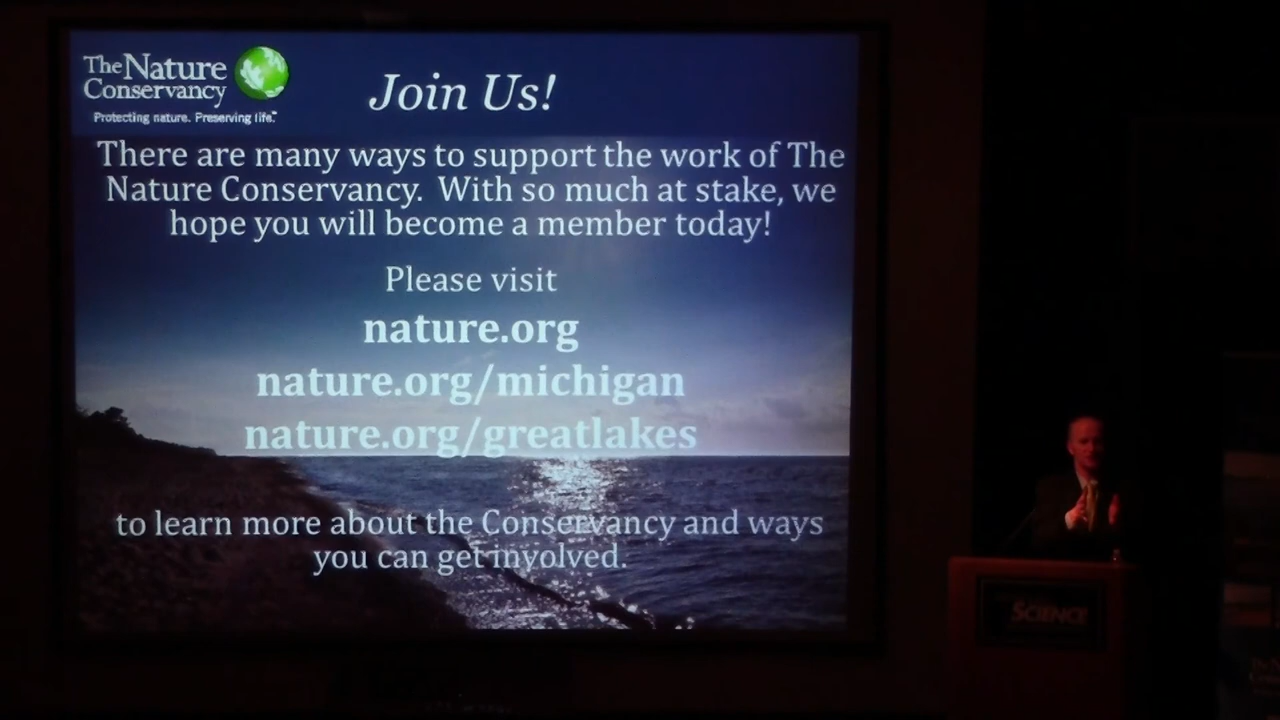 The Nature
Conservancy
Protecting nature. Preserving life.™
Join Us!
There are many ways to support the work of The
Nature Conservancy.  With so much at stake, we
hope you will become a member today!
Please visit
nature.org
nature.org/michigan
nature.org/greatlakes
to learn more about the Conservancy and ways
you can get involved.
SCIENCE